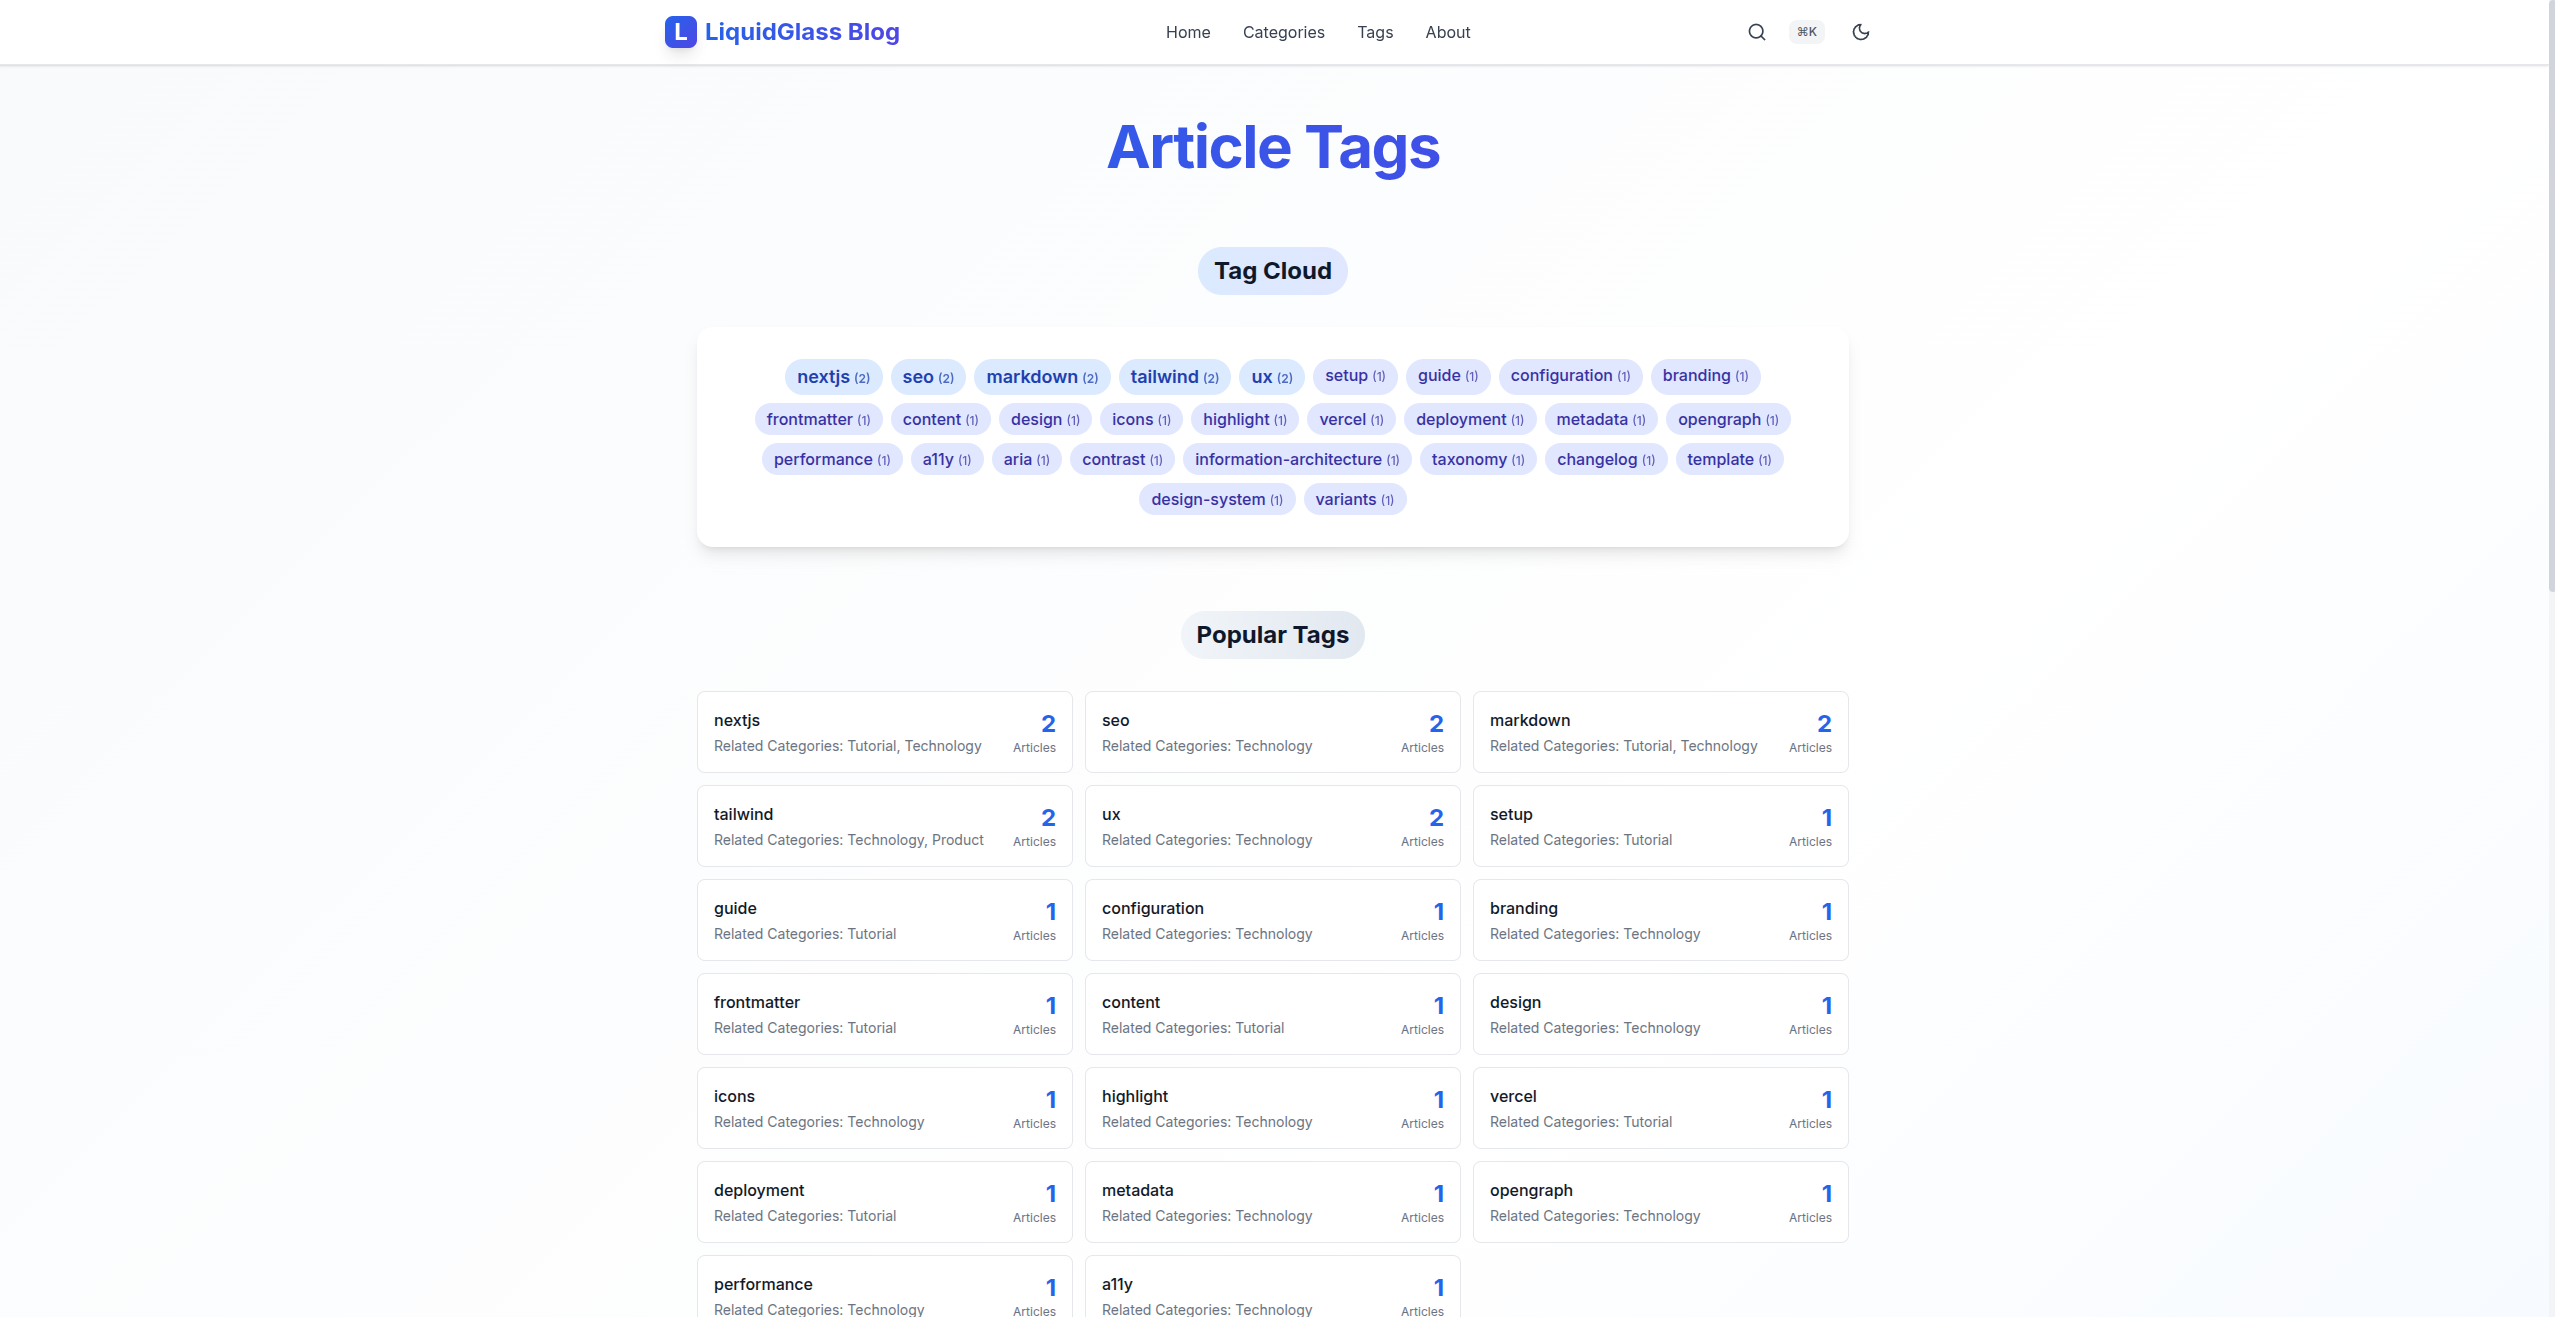 L LiquidGlass Blog Home Categories Tags About ⌘K
Article Tags
Tag Cloud
nextjs (2) seo (2) markdown (2) tailwind (2) ux (2) setup (1) guide (1) configuration (1) branding (1)
frontmatter (1) content (1) design (1) icons (1) highlight (1) vercel (1) deployment (1) metadata (1) opengraph (1)
performance (1) a11y (1) aria (1) contrast (1) information-architecture (1) taxonomy (1) changelog (1) template (1)
design-system (1) variants (1)
Popular Tags
nextjs
Related Categories: Tutorial, Technology
2
Articles
seo
Related Categories: Technology
2
Articles
markdown
Related Categories: Tutorial, Technology
2
Articles
tailwind
Related Categories: Technology, Product
2
Articles
ux
Related Categories: Technology
2
Articles
setup
Related Categories: Tutorial
1
Articles
guide
Related Categories: Tutorial
1
Articles
configuration
Related Categories: Technology
1
Articles
branding
Related Categories: Technology
1
Articles
frontmatter
Related Categories: Tutorial
1
Articles
content
Related Categories: Tutorial
1
Articles
design
Related Categories: Technology
1
Articles
icons
Related Categories: Technology
1
Articles
highlight
Related Categories: Technology
1
Articles
vercel
Related Categories: Tutorial
1
Articles
deployment
Related Categories: Tutorial
1
Articles
metadata
Related Categories: Technology
1
Articles
opengraph
Related Categories: Technology
1
Articles
performance
Related Categories: Technology
1
Articles
a11y
Related Categories: Technology
1
Articles